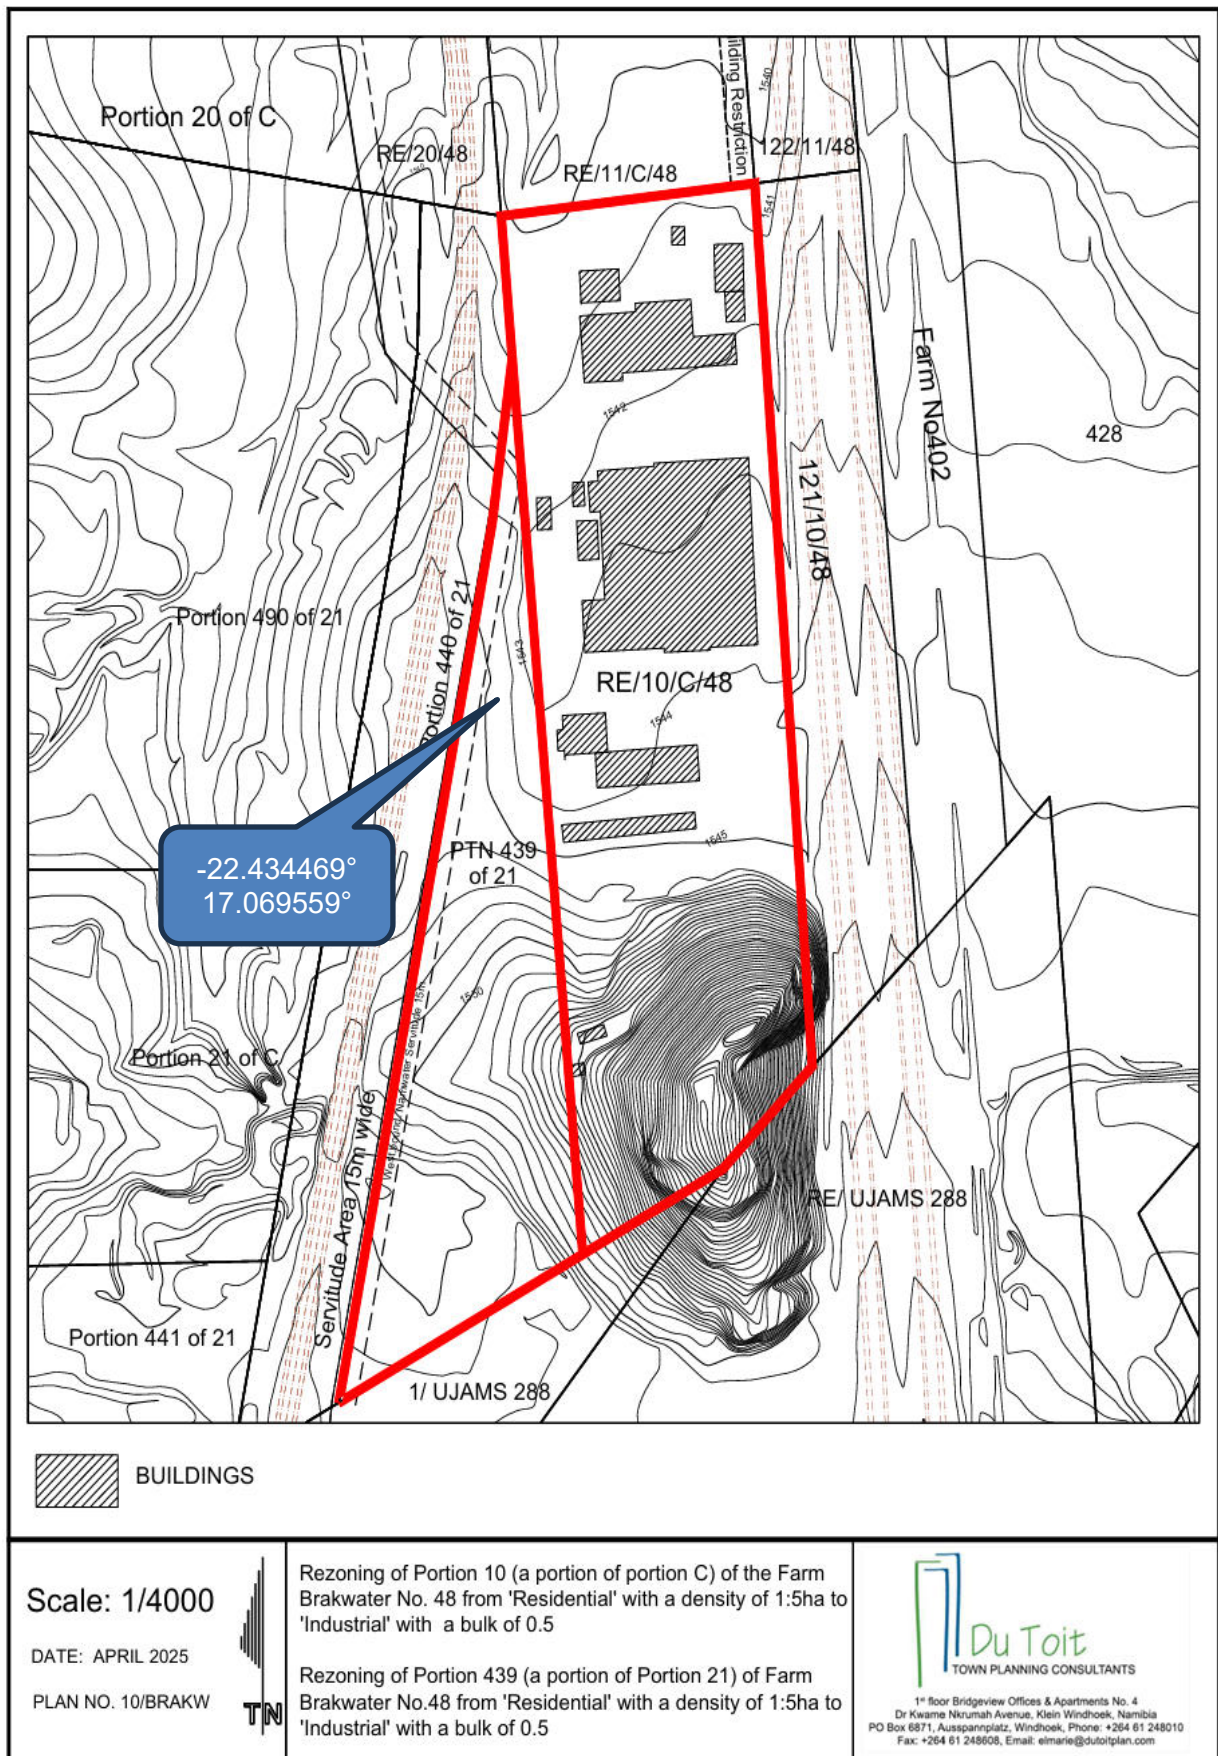 Portion 20 of C
RE/20/48
RE/11/C/48
ilding Restriction
122/11/48
1540
1541
Farm No402
428
1542
121/10/48
Portion 490 of 21
Portion 440 of 21
1543
RE/10/C/48
1544
-22.434469°
17.069559°
PTN 439
of 21
1545
1550
Portion 21 of C
Servitude Area 15m wide
Servitude 15m
RE/ UJAMS 288
Portion 441 of 21
1/ UJAMS 288
BUILDINGS
Scale: 1/4000
DATE: APRIL 2025
PLAN NO. 10/BRAKW
TN
Rezoning of Portion 10 (a portion of portion C) of the Farm
Brakwater No. 48 from 'Residential' with a density of 1:5ha to
'Industrial' with a bulk of 0.5
Rezoning of Portion 439 (a portion of Portion 21) of Farm
Brakwater No.48 from 'Residential' with a density of 1:5ha to
'Industrial' with a bulk of 0.5
Du Toit
TOWN PLANNING CONSULTANTS
1st floor Bridgeview Offices & Apartments No. 4
Dr Kwame Nkrumah Avenue, Klein Windhoek, Namibia
PO Box 6871, Ausspannplatz, Windhoek, Phone: +264 61 248010
Fax: +264 61 248608, Email: elmarie@dutoitplan.com